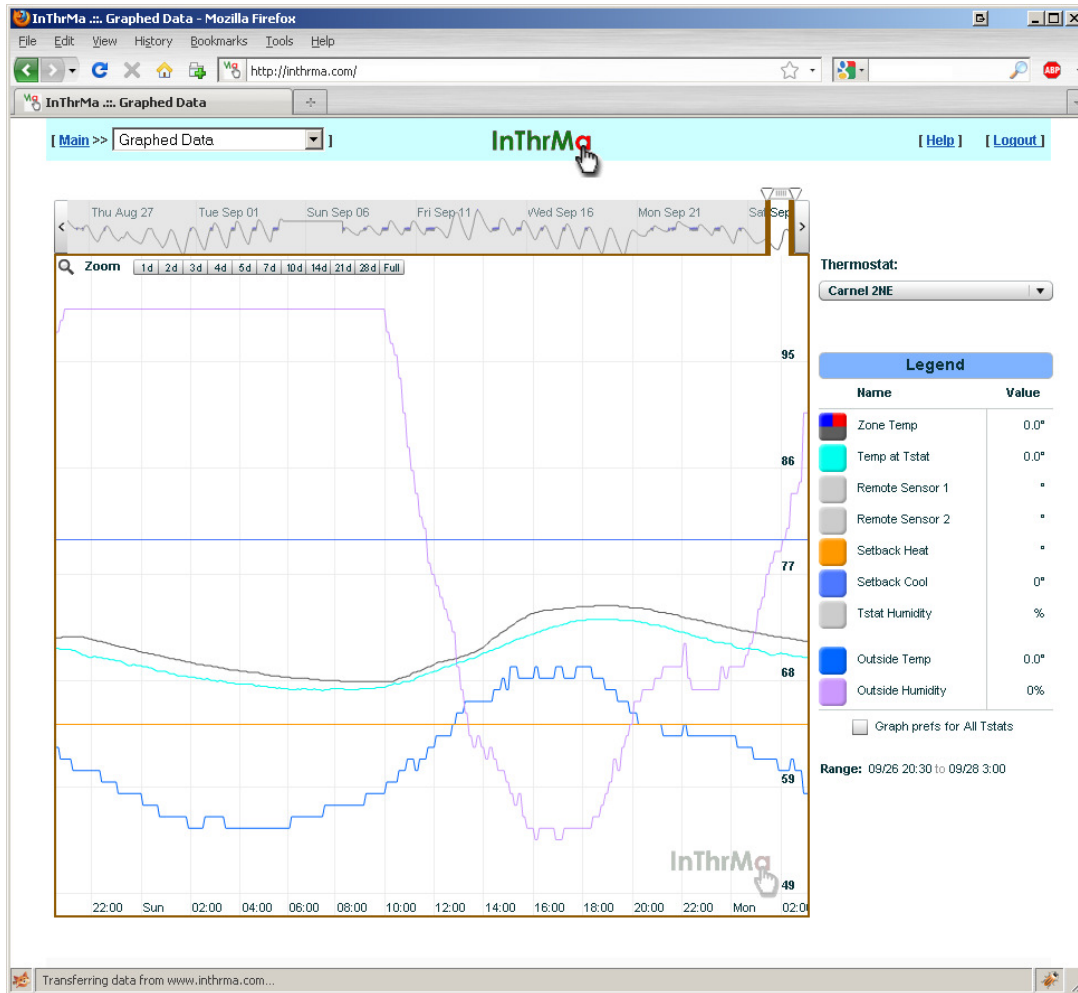 InThrMa .::. Graphed Data - Mozilla Firefox
File Edit View History Bookmarks Tools Help
http://inthrma.com/
ABP
InThrMa .::. Graphed Data
[ Main >> Graphed Data ]
InThrMa
[ Help ] [ Logout ]
Thu Aug 27 Tue Sep 01 Sun Sep 06 Fri Sep 11 Wed Sep 16 Mon Sep 21 Sat Sep
Zoom 1d 2d 3d 4d 5d 7d 10d 14d 21d 28d Full
Thermostat:
Carnel 2NE
95
86
77
68
59
49
Legend
Name Value
Zone Temp 0.0°
Temp at Tstat 0.0°
Remote Sensor 1 °
Remote Sensor 2 °
Setback Heat °
Setback Cool 0°
Tstat Humidity %
Outside Temp 0.0°
Outside Humidity 0%
Graph prefs for All Tstats
Range: 09/26 20:30 to 09/28 3:00
InThrMa
22:00 Sun 02:00 04:00 06:00 08:00 10:00 12:00 14:00 16:00 18:00 20:00 22:00 Mon 02:0
Transferring data from www.inthrma.com...